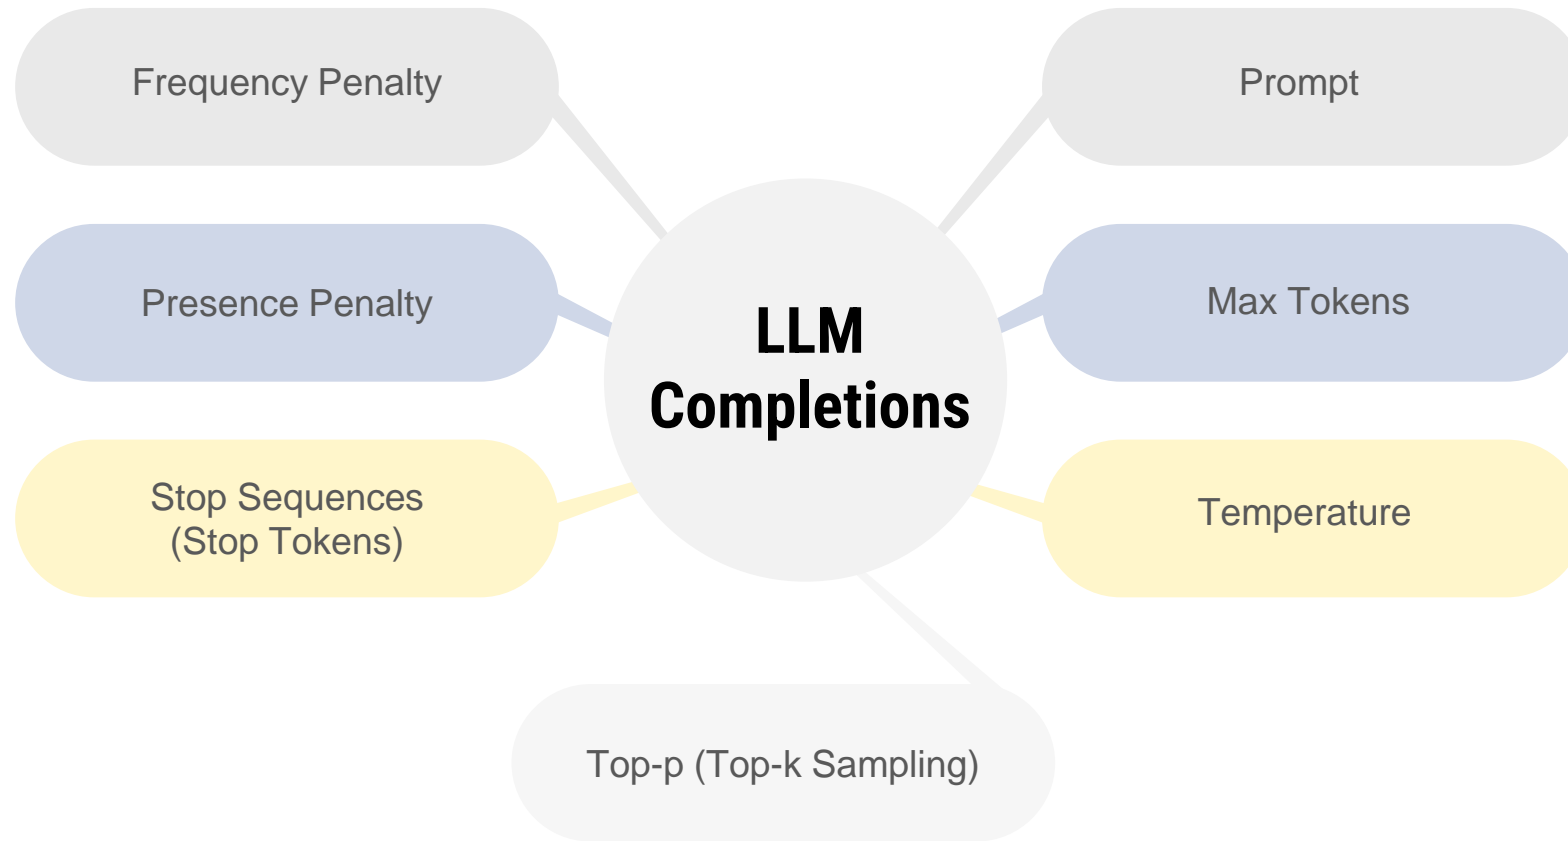 Frequency Penalty
Prompt
Presence Penalty
Max Tokens
LLM
Completions
Stop Sequences
(Stop Tokens)
Temperature
Top-p (Top-k Sampling)